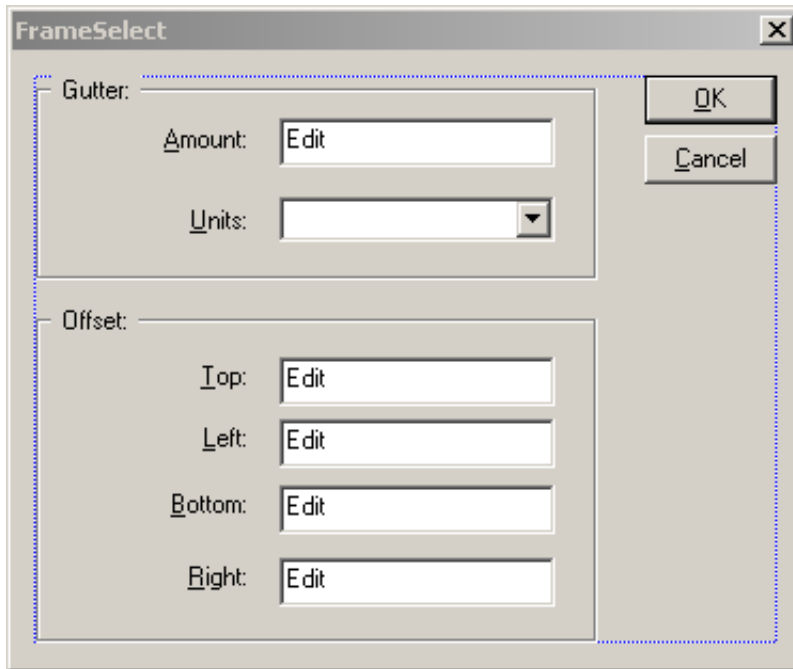 FrameSelect
Gutter:
OK
Amount: Edit
Cancel
Units:
Offset:
Top: Edit
Left: Edit
Bottom: Edit
Right: Edit